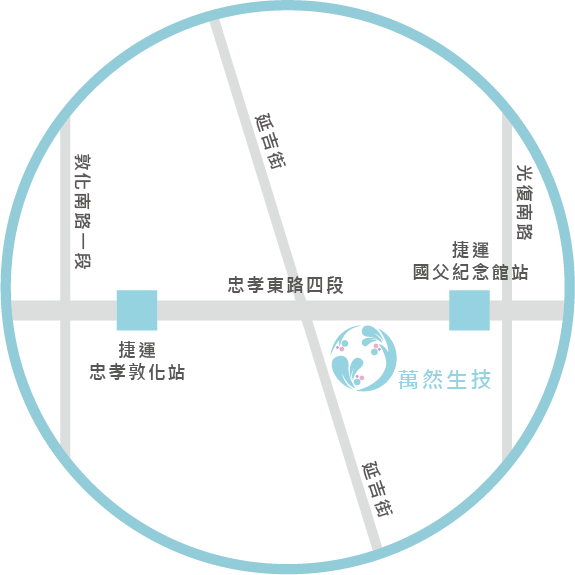 延吉街
敦化南路一段
光復南路
捷運
國父紀念館站
忠孝東路四段
捷運
忠孝敦化站
萬然生技
延吉街